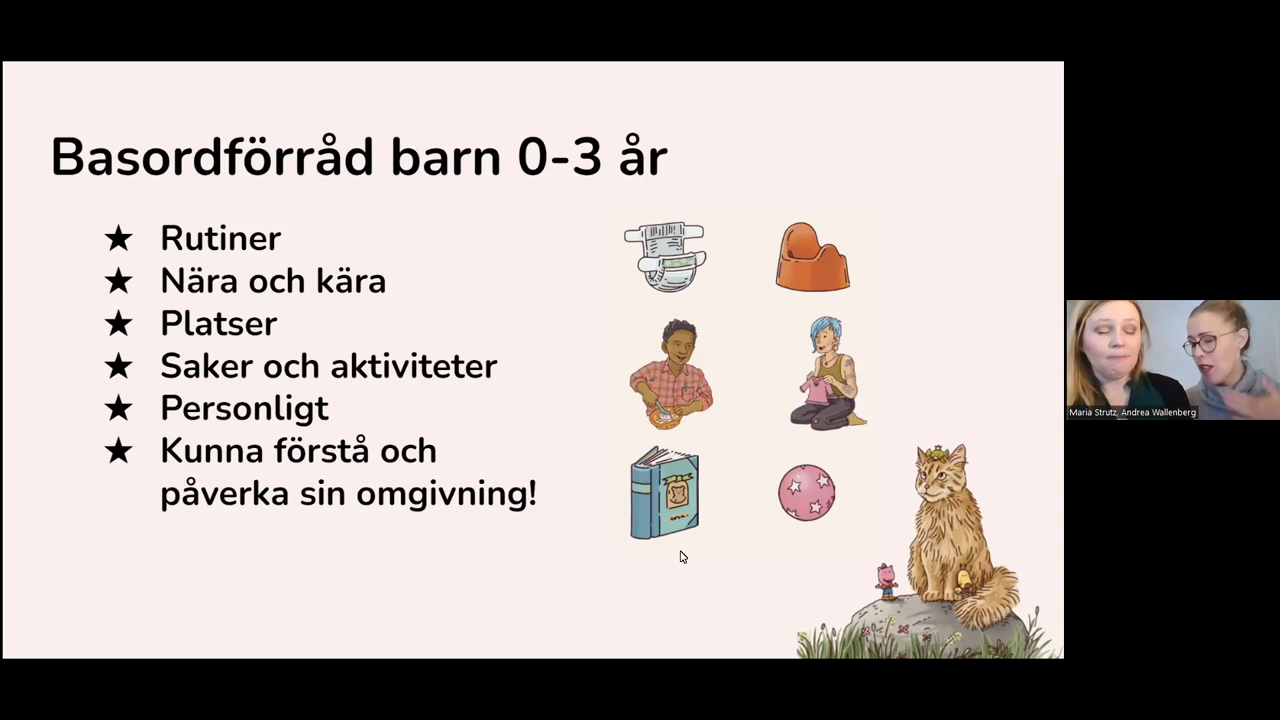 Basordförråd barn 0-3 år
★ Rutiner
★ Nära och kära
★ Platser
★ Saker och aktiviteter
★ Personligt
★ Kunna förstå och
påverka sin omgivning!
Maria Strutz, Andrea Wallenberg